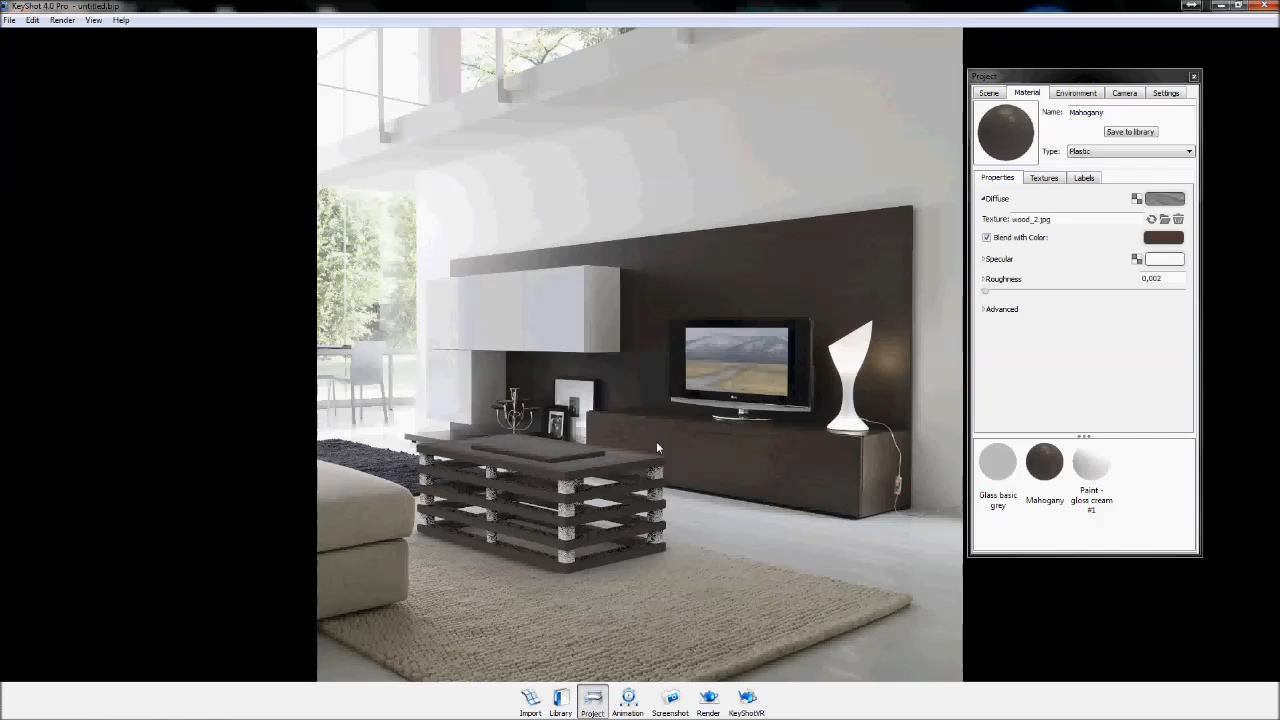 KeyShot 4.0 Pro - untitled.bip
File Edit Render View Help
Project
Scene Material Environment Camera Settings
Name: Mahogany
Save to library
Type: Plastic
Properties Textures Labels
Diffuse
Texture: wood_2.jpg
Blend with Color:
Specular
Roughness 0,002
Advanced
Glass basic grey
Mahogany
Paint - gloss cream #1
Import Library Project Animation Screenshot Render KeyShotVR